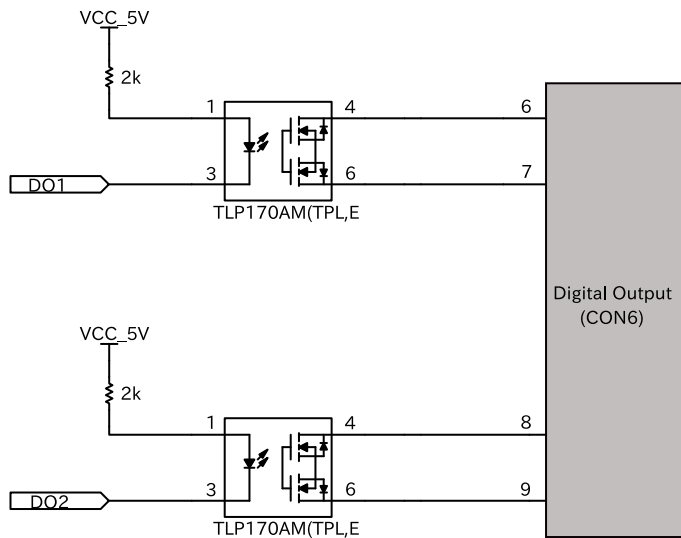 VCC_5V
2k
1
4
6
DO1
3
6
7
TLP170AM(TPL,E
Digital Output
(CON6)
VCC_5V
2k
1
4
8
DO2
3
6
9
TLP170AM(TPL,E